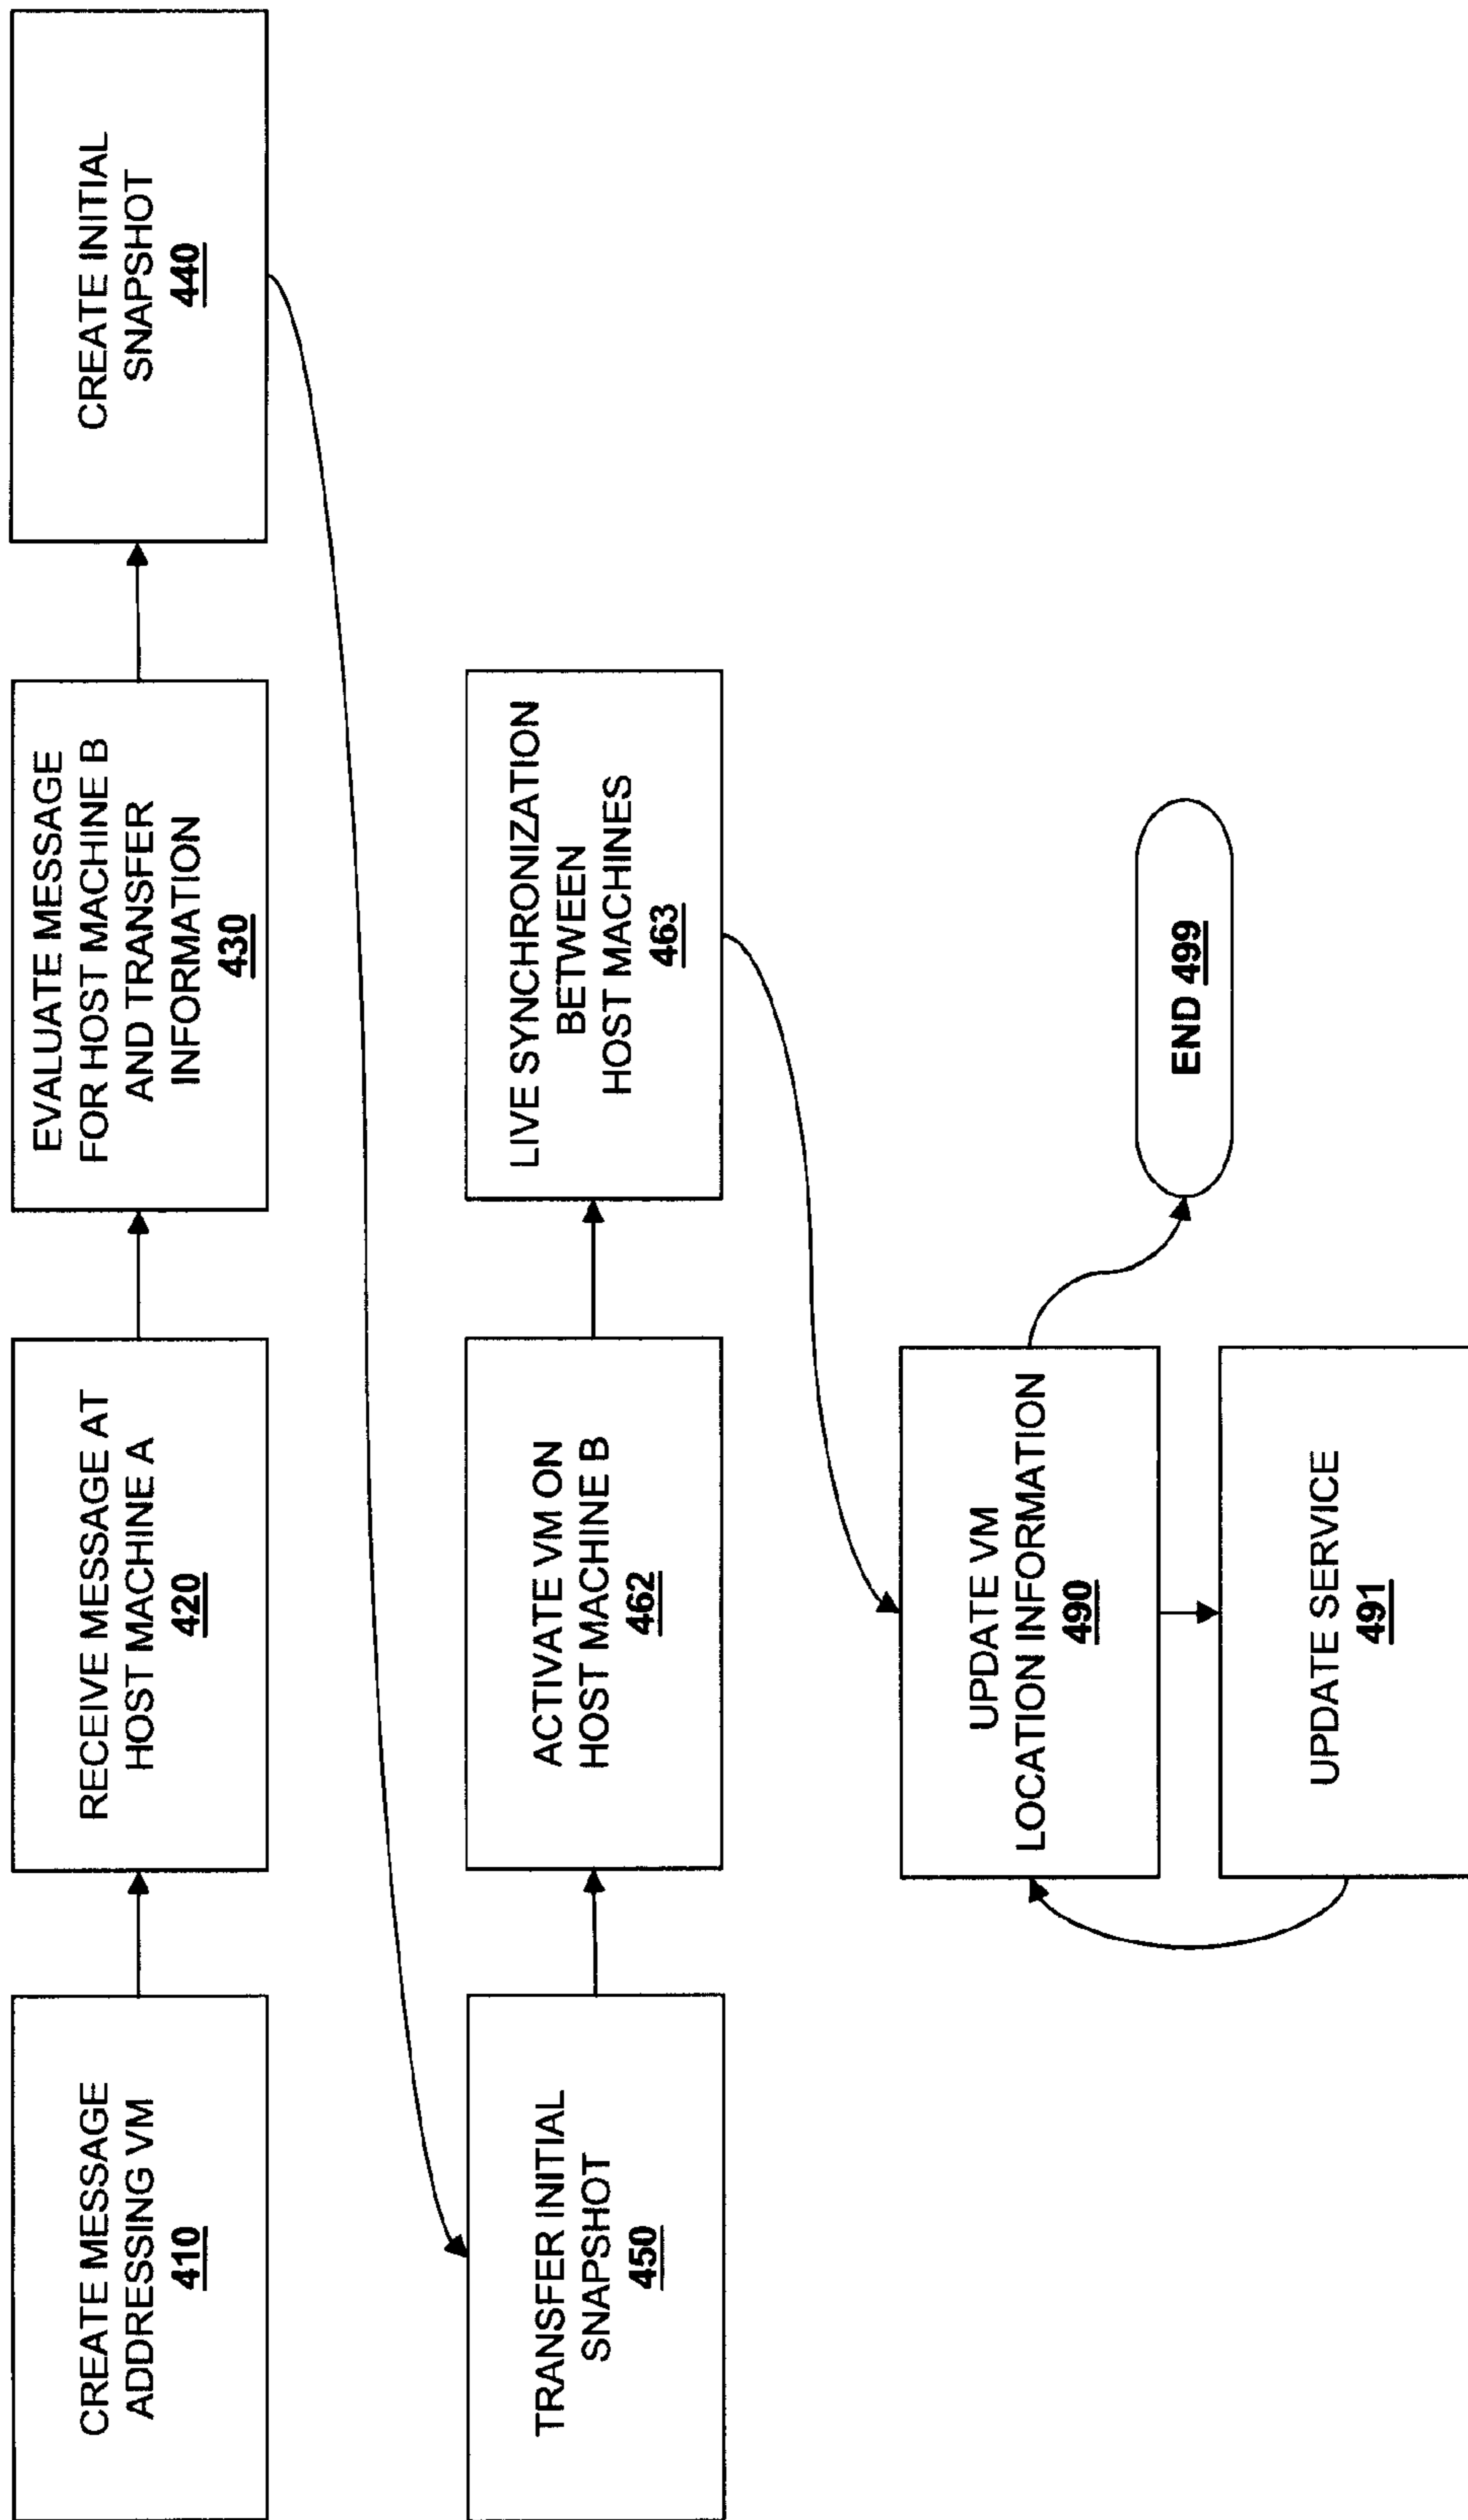 CREATE MESSAGE
ADDRESSING VM
410
RECEIVE MESSAGE AT
HOST MACHINE A
420
EVALUATE MESSAGE
FOR HOST MACHINE B
AND TRANSFER
INFORMATION
430
CREATE INITIAL
SNAPSHOT
440
TRANSFER INITIAL
SNAPSHOT
450
ACTIVATE VM ON
HOST MACHINE B
462
LIVE SYNCHRONIZATION
BETWEEN
HOST MACHINES
463
UPDATE VM
LOCATION INFORMATION
490
END 499
UPDATE SERVICE
491